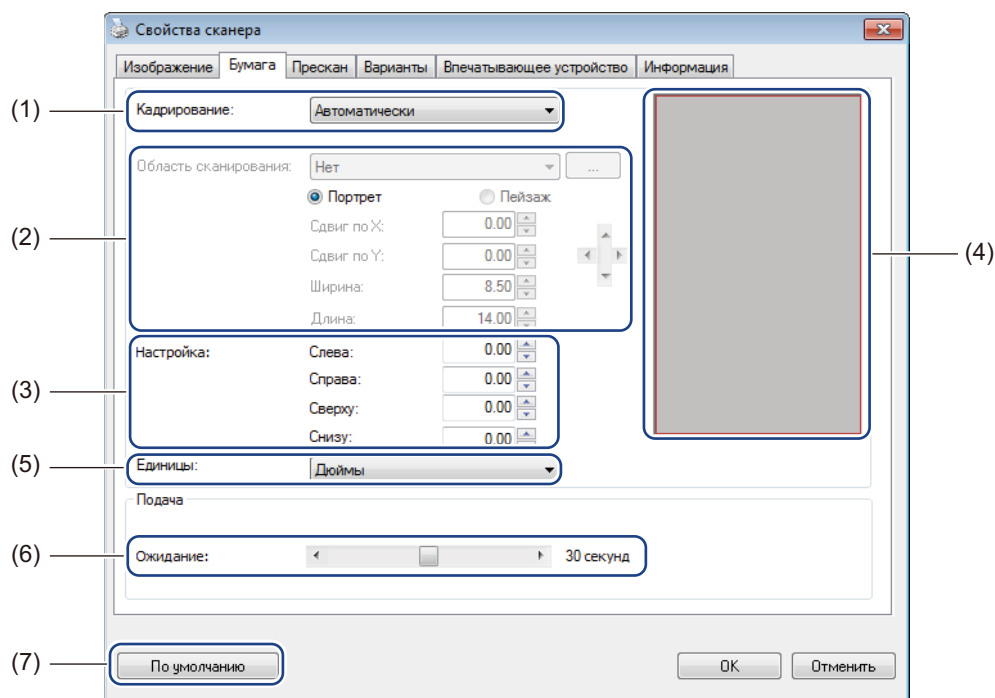 Свойства сканера
Изображение Бумага Прескан Варианты Впечатывающее устройство Информация
(1) Кадрирование: Автоматически
Область сканирования: Нет ...
Портрет Пейзаж
(2) Сдвиг по X: 0.00
Сдвиг по Y: 0.00 (4)
Ширина: 8.50
Длина: 14.00
Настройка: Слева: 0.00
(3) Справа: 0.00
Сверху: 0.00
Снизу: 0.00
(5) Единицы: Дюймы
Подача
(6) Ожидание: 30 секунд
(7) По умолчанию OK Отменить